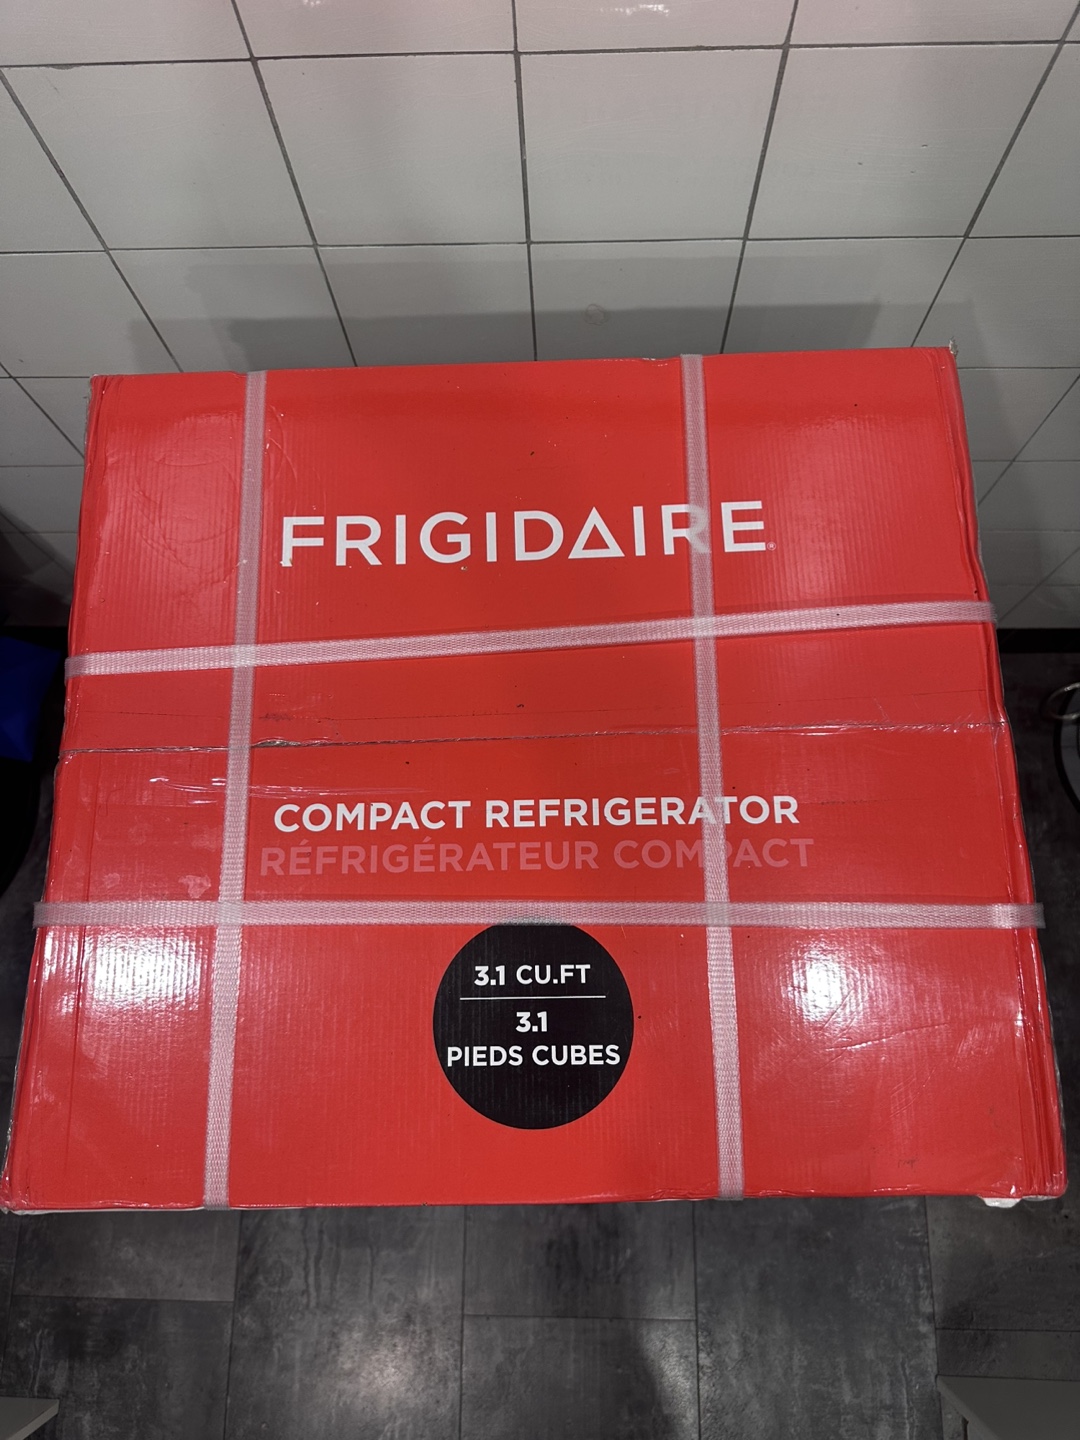 FRIGIDAIRE®
COMPACT REFRIGERATOR
RÉFRIGÉRATEUR COMPACT
3.1 CU.FT
3.1
PIEDS CUBES